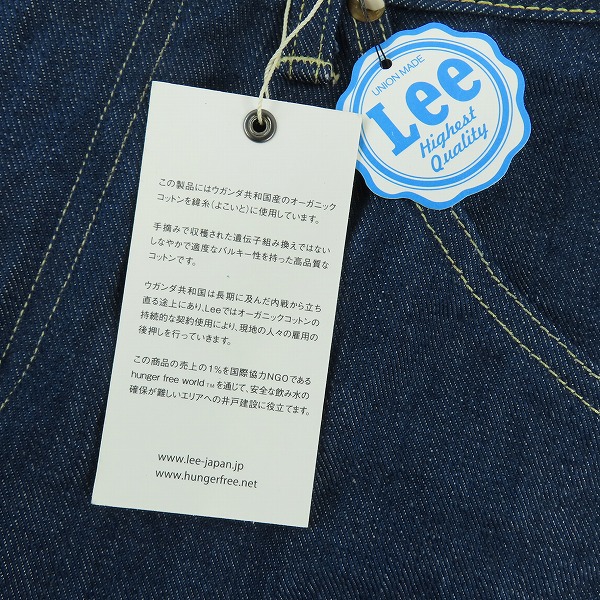 UNION MADE
Lee
Highest
Quality
この製品にはウガンダ共和国産のオーガニック
コットンを緯糸(よこいと)に使用しています。
手摘みで収穫された遺伝子組み換えではない
しなやかで適度なバルキー性を持った高品質な
コットンです。
ウガンダ共和国は長期に及んだ内戦から立ち
直る途上にあり、Leeではオーガニックコットンの
持続的な契約使用により、現地の人々の雇用の
後押しを行っていきます。
この商品の売上の1%を国際協力NGOである
hunger free world TMを通じて、安全な飲み水の
確保が難しいエリアへの井戸建設に役立てます。
www.lee-japan.jp
www.hungerfree.net